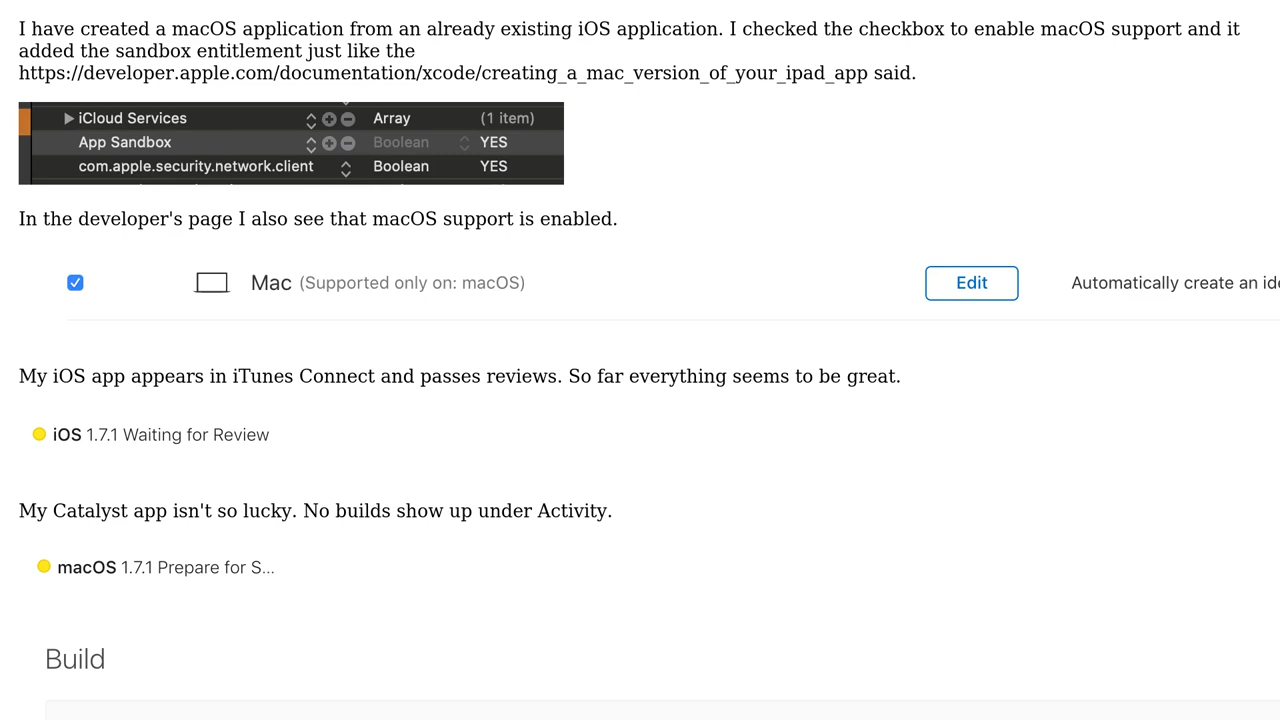 I have created a macOS application from an already existing iOS application. I checked the checkbox to enable macOS support and it
added the sandbox entitlement just like the
https://developer.apple.com/documentation/xcode/creating_a_mac_version_of_your_ipad_app said.
iCloud Services Array (1 item)
App Sandbox Boolean YES
com.apple.security.network.client Boolean YES
In the developer's page I also see that macOS support is enabled.
Mac (Supported only on: macOS) Edit Automatically create an ide
My iOS app appears in iTunes Connect and passes reviews. So far everything seems to be great.
iOS 1.7.1 Waiting for Review
My Catalyst app isn't so lucky. No builds show up under Activity.
macOS 1.7.1 Prepare for S...
Build